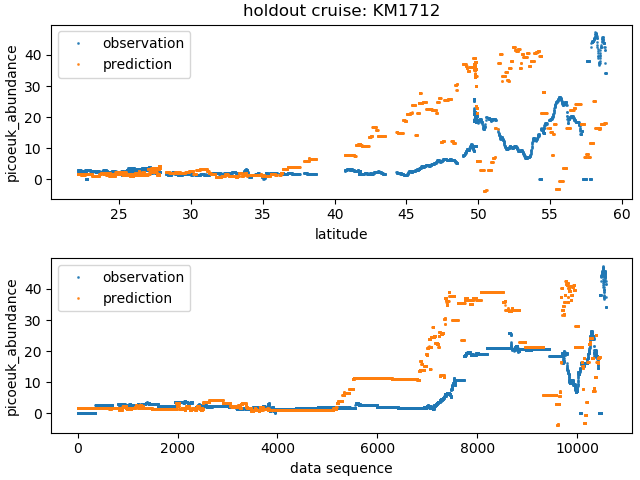 holdout cruise: KM1712
picoeuk_abundance
40
30
20
10
0
observation
prediction
25
30
35
40
45
50
55
60
latitude
picoeuk_abundance
40
30
20
10
0
observation
prediction
0
2000
4000
6000
8000
10000
data sequence